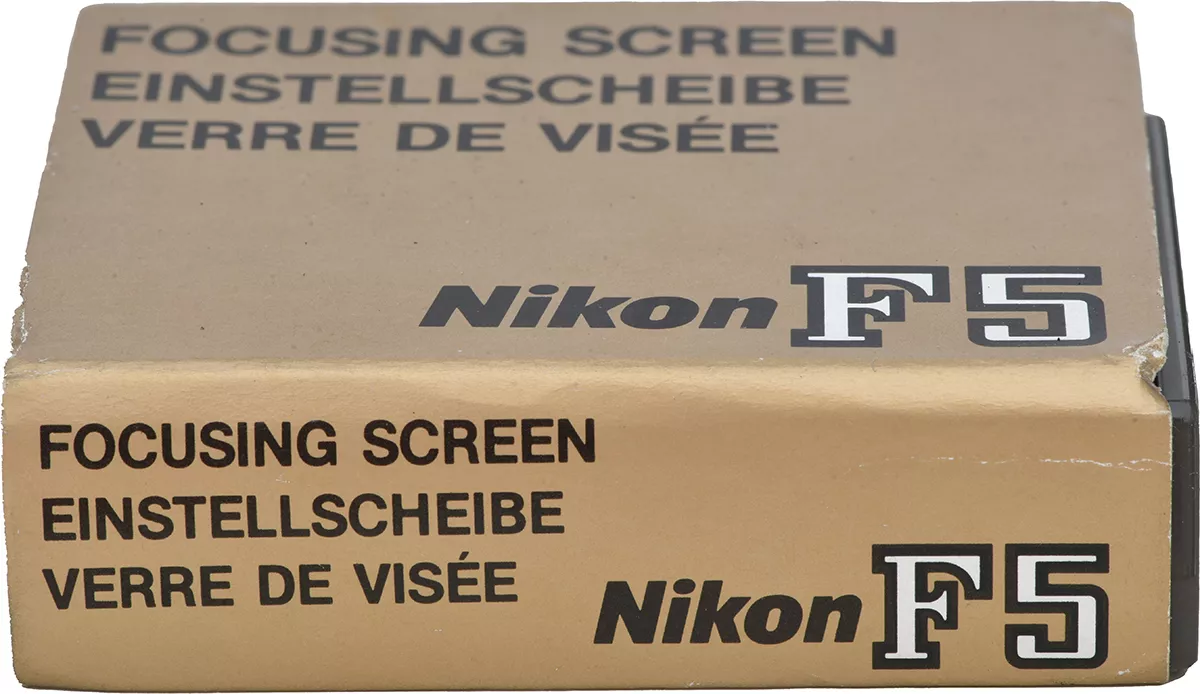 FOCUSING SCREEN
EINSTELLSCHEIBE
VERRE DE VISÉE
Nikon F5
FOCUSING SCREEN
EINSTELLSCHEIBE
VERRE DE VISÉE
Nikon F5